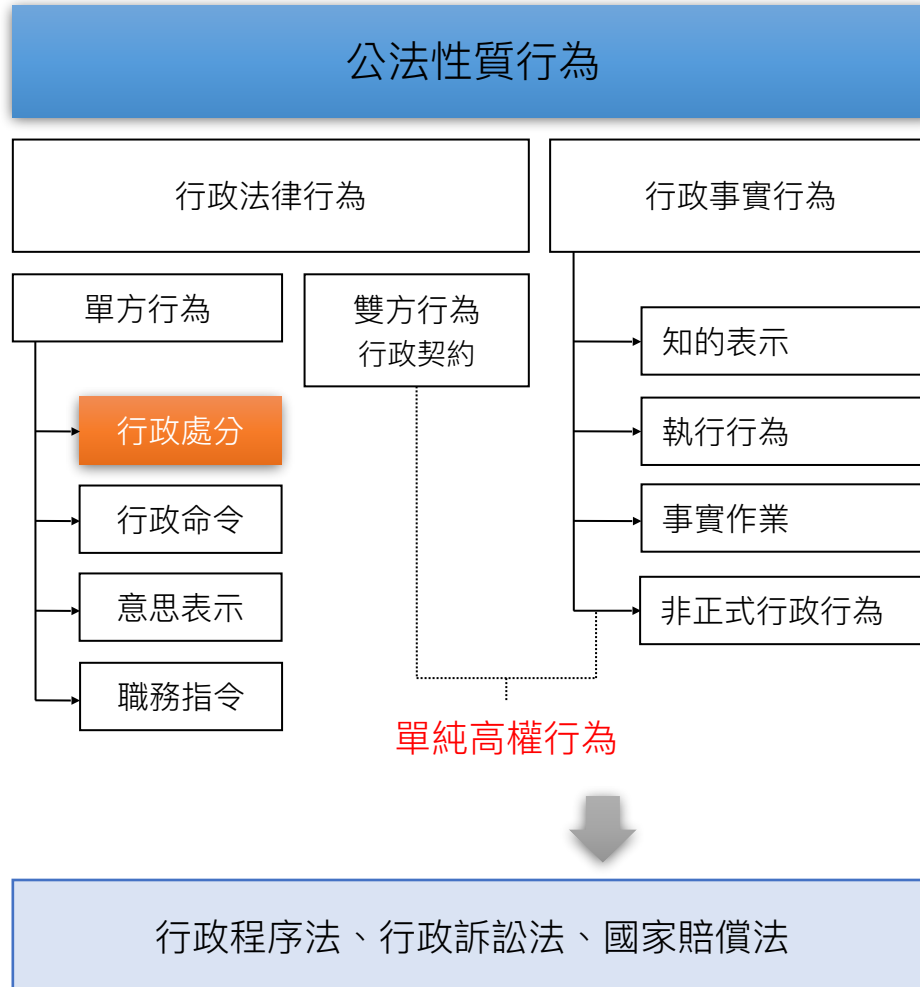 公法性質行為
行政法律行為
行政事實行為
單方行為
雙方行為
行政契約
行政處分
行政命令
意思表示
職務指令
知的表示
執行行為
事實作業
非正式行政行為
單純高權行為
行政程序法、行政訴訟法、國家賠償法